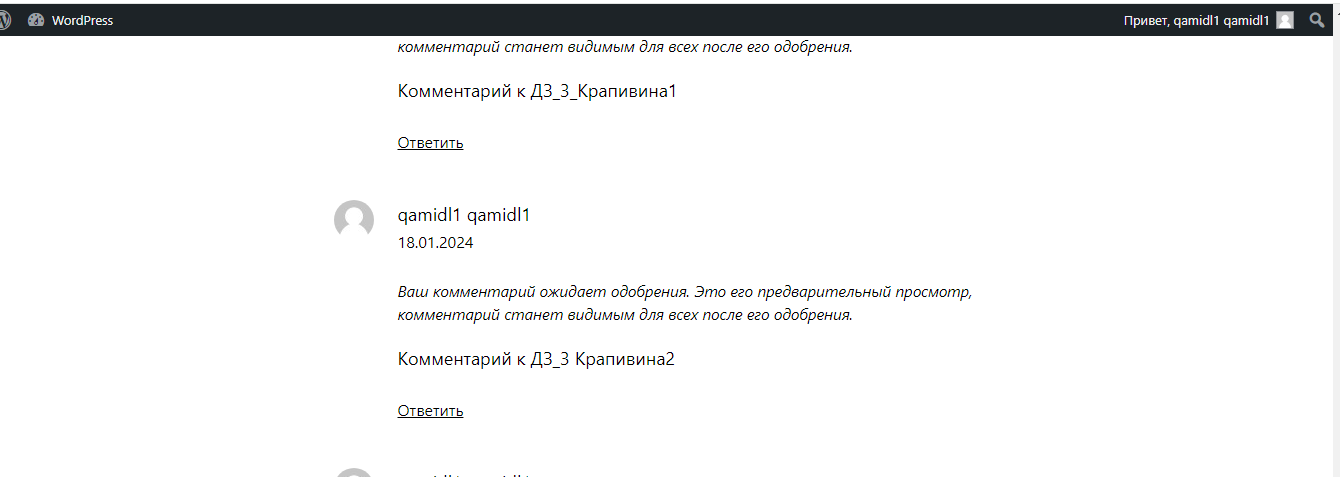 WordPress
Привет, qamidl1 qamidl1
комментарий станет видимым для всех после его одобрения.
Комментарий к ДЗ_3_Крапивина1
Ответить
qamidl1 qamidl1
18.01.2024
Ваш комментарий ожидает одобрения. Это его предварительный просмотр,
комментарий станет видимым для всех после его одобрения.
Комментарий к ДЗ_3 Крапивина2
Ответить